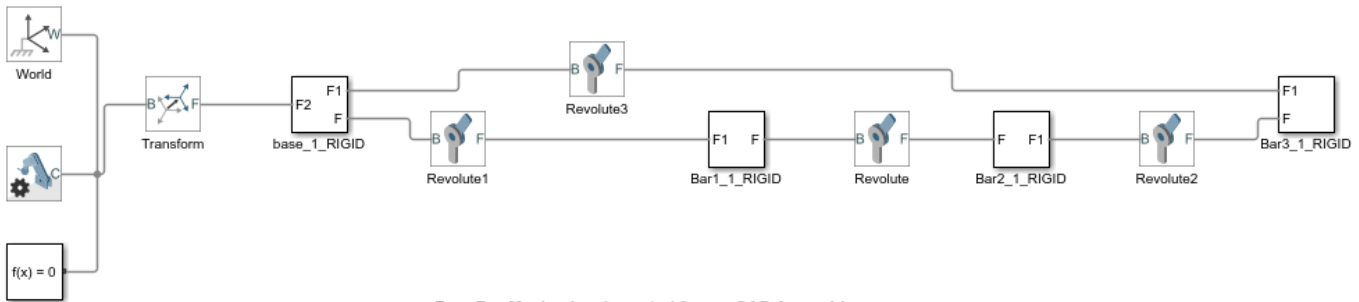 W
World
B F
Transform
C
f(x) = 0
F2 F1
F
base_1_RIGID
B F
Revolute3
B F
Revolute1
F1 F
Bar1_1_RIGID
B F
Revolute
F F1
Bar2_1_RIGID
B F
Revolute2
F1
F
Bar3_1_RIGID